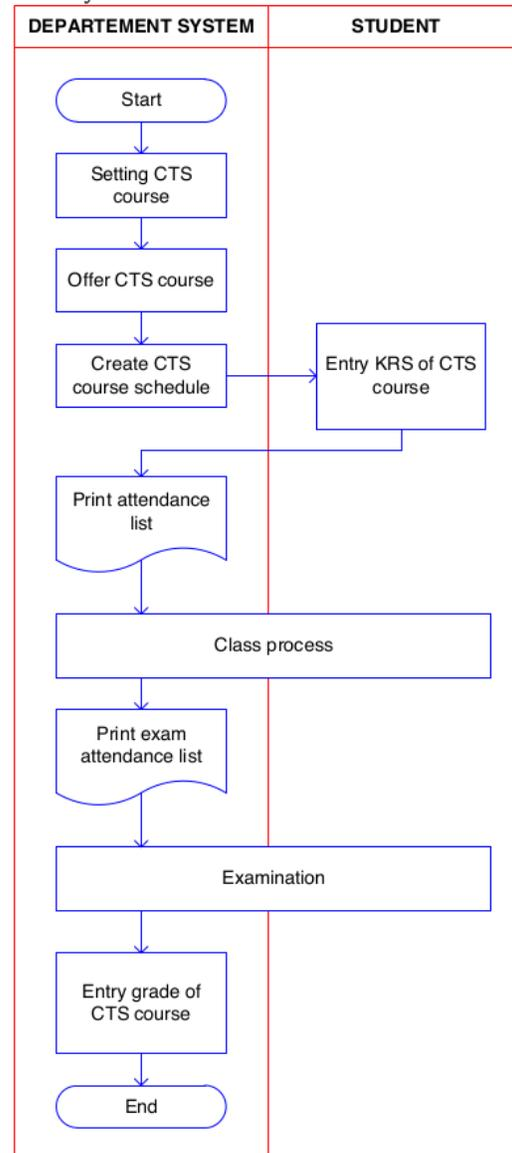 DEPARTEMENT SYSTEM
STUDENT
Start
Setting CTS
course
Offer CTS course
Create CTS
course schedule
Entry KRS of CTS
course
Print attendance
list
Class process
Print exam
attendance list
Examination
Entry grade of
CTS course
End